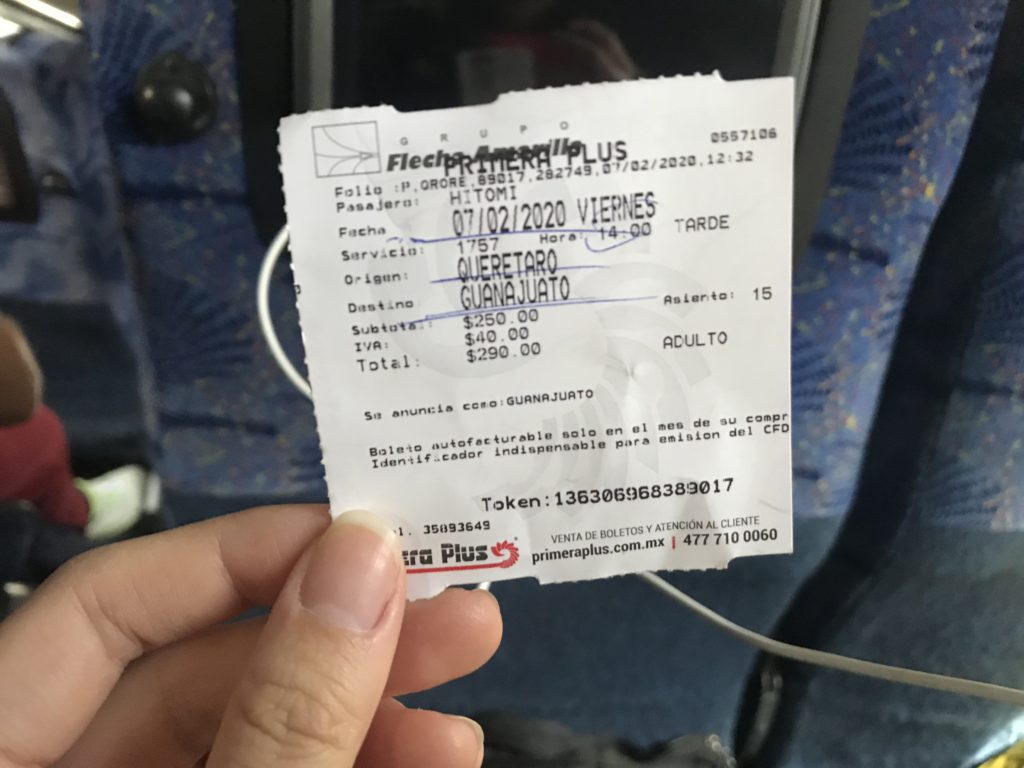 GRUPO
Flecha Amarilla
PRIMERA PLUS
0557106
Folio :P,QRORE,89017,282749,07/02/2020,12:32
Pasajero: HITOMI
Fecha 07/02/2020 VIERNES
Servicio: 1757 Hora: 14:00 TARDE
Origen: QUERETARO
Destino GUANAJUATO
Asiento: 15
Subtotal: $250.00
IVA: $40.00
Total: $290.00
ADULTO
Se anuncia como:GUANAJUATO
Boleto autofacturable solo en el mes de su compr
Identificador indispensable para emision del CFD
Token:136306968389017
l. 35893649
era Plus
VENTA DE BOLETOS Y ATENCIÓN AL CLIENTE
primeraplus.com.mx | 477 710 0060